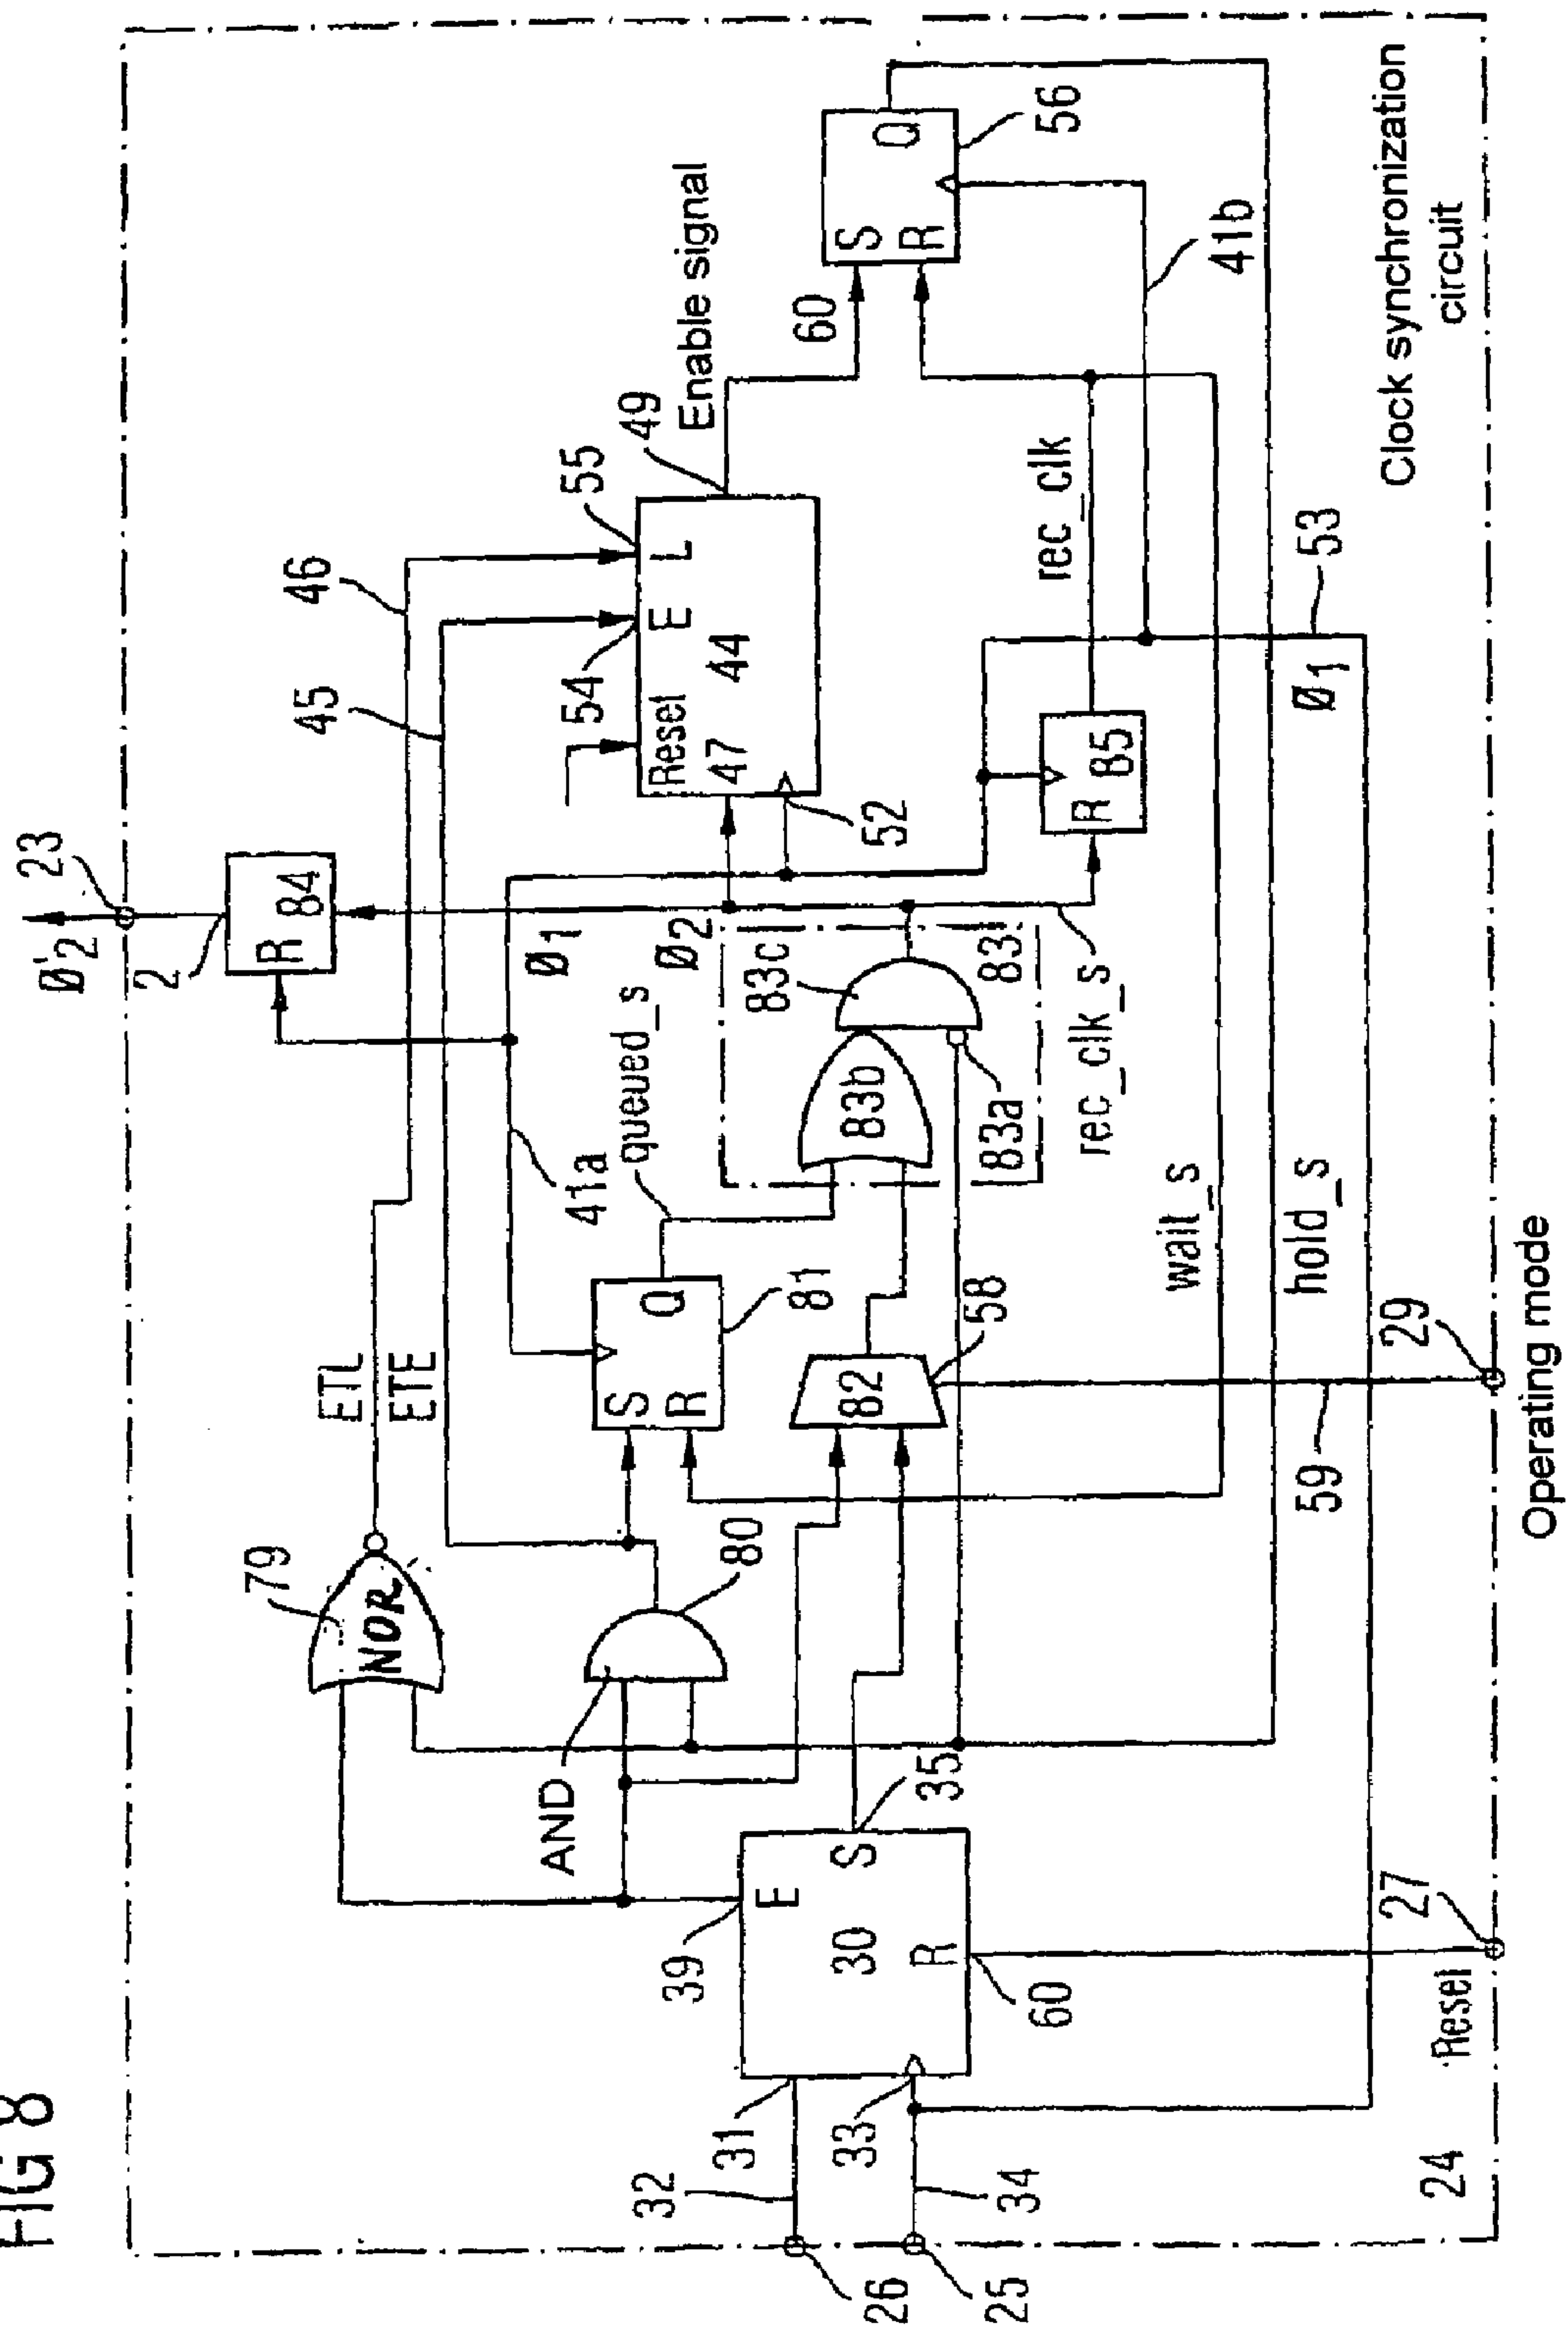 FIG 8
Ø'2
23
2
R
84
46
45
ETL
ETE
79
NOR
AND
80
41a
Ø1
queued_s
S
R
Q
81
Ø2
54
55
49
Enable signal
Reset
E
L
47
44
52
60
S
R
Q
56
39
E
30
S
R
35
31
33
60
32
34
26
25
82
58
83b
83c
83
83a
rec_clk_s
R
85
rec_clk
41b
wait_s
hold_s
Ø1
53
59
29
Operating mode
27
Reset
24
Clock synchronization
circuit